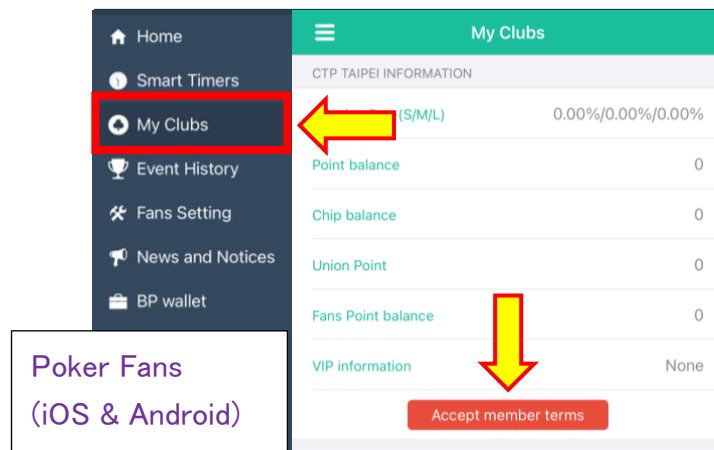 Home
Smart Timers
My Clubs
Event History
Fans Setting
News and Notices
BP wallet
Poker Fans
(iOS & Android)
My Clubs
CTP TAIPEI INFORMATION
(S/M/L) 0.00%/0.00%/0.00%
Point balance 0
Chip balance 0
Union Point 0
Fans Point balance 0
VIP information None
Accept member terms